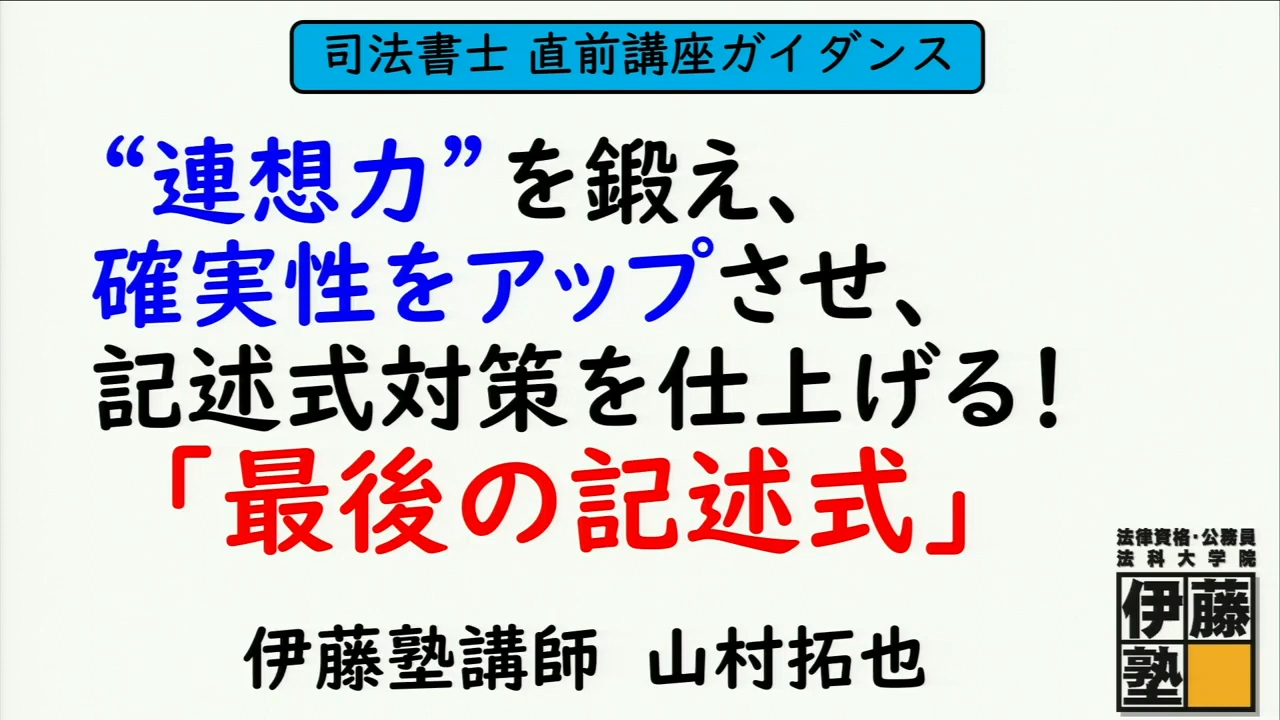 司法書士 直前講座ガイダンス
“連想力”を鍛え、
確実性をアップさせ、
記述式対策を仕上げる！
「最後の記述式」
伊藤塾講師 山村拓也
法律資格・公務員
法科大学院
伊藤
塾